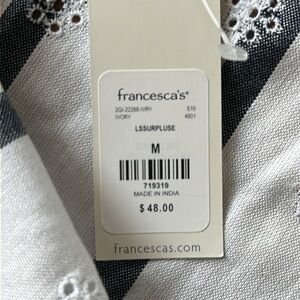 francesca's®
2GI-22288-IVRY S19
IVORY 4801
LSSURPLUSE
M
719319
MADE IN INDIA
$48.00
francescas.com